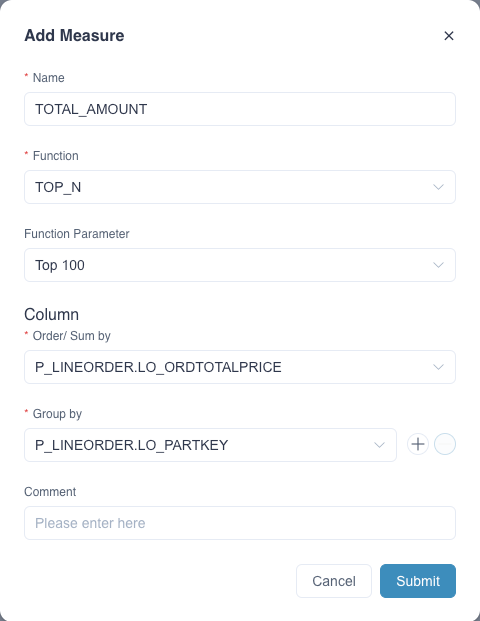 Add Measure
* Name
TOTAL_AMOUNT
* Function
TOP_N
Function Parameter
Top 100
Column
* Order/ Sum by
P_LINEORDER.LO_ORDTOTALPRICE
* Group by
P_LINEORDER.LO_PARTKEY
Comment
Please enter here
Cancel Submit